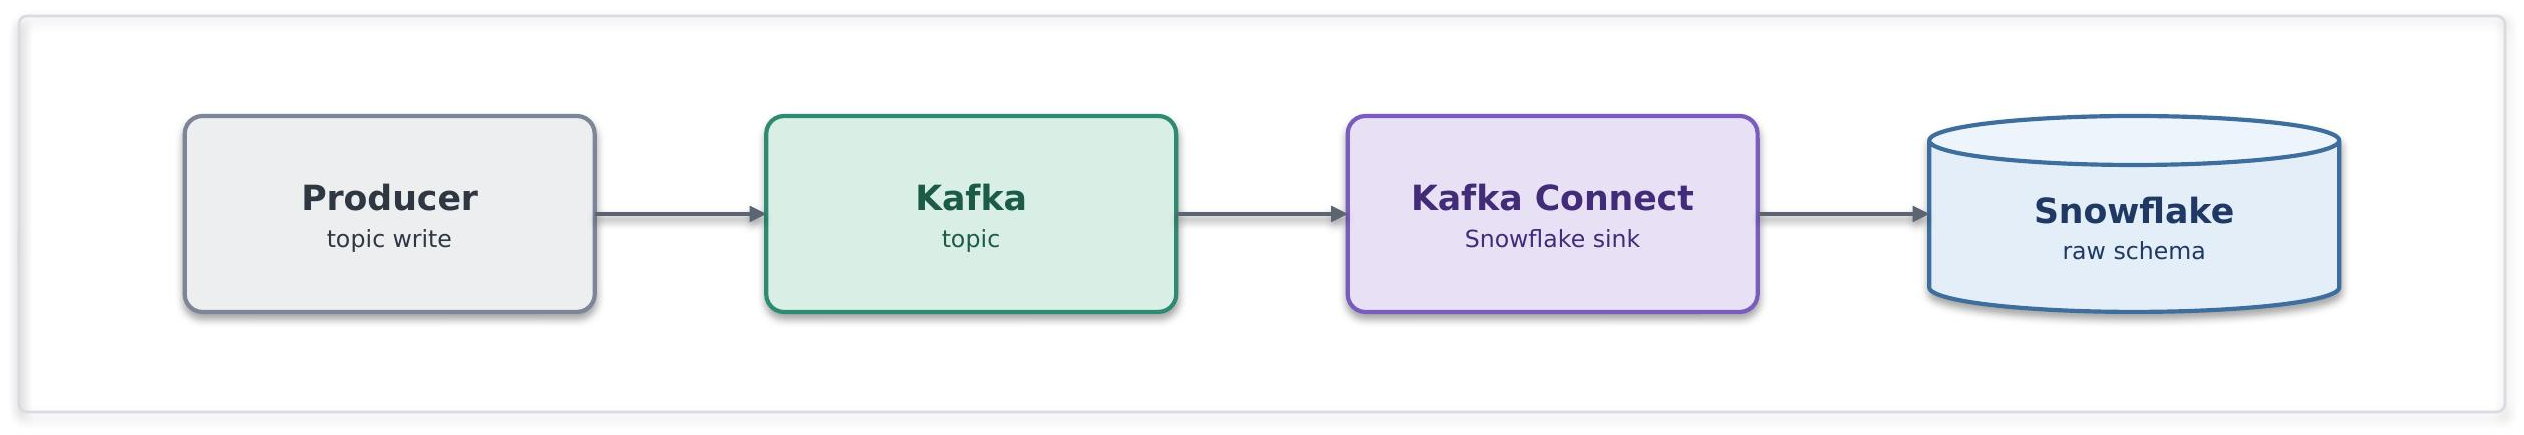 Producer
topic write
Kafka
topic
Kafka Connect
Snowflake sink
Snowflake
raw schema